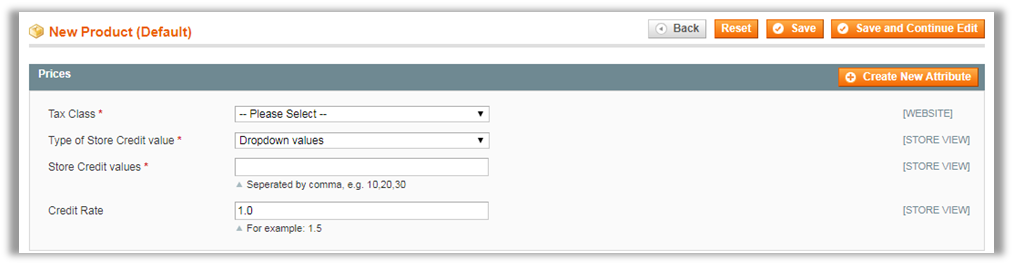 New Product (Default) Back Reset Save Save and Continue Edit
Prices Create New Attribute
Tax Class * -- Please Select -- [WEBSITE]
Type of Store Credit value * Dropdown values [STORE VIEW]
Store Credit values * [STORE VIEW]
Seperated by comma, e.g. 10,20,30
Credit Rate 1.0 [STORE VIEW]
For example: 1.5